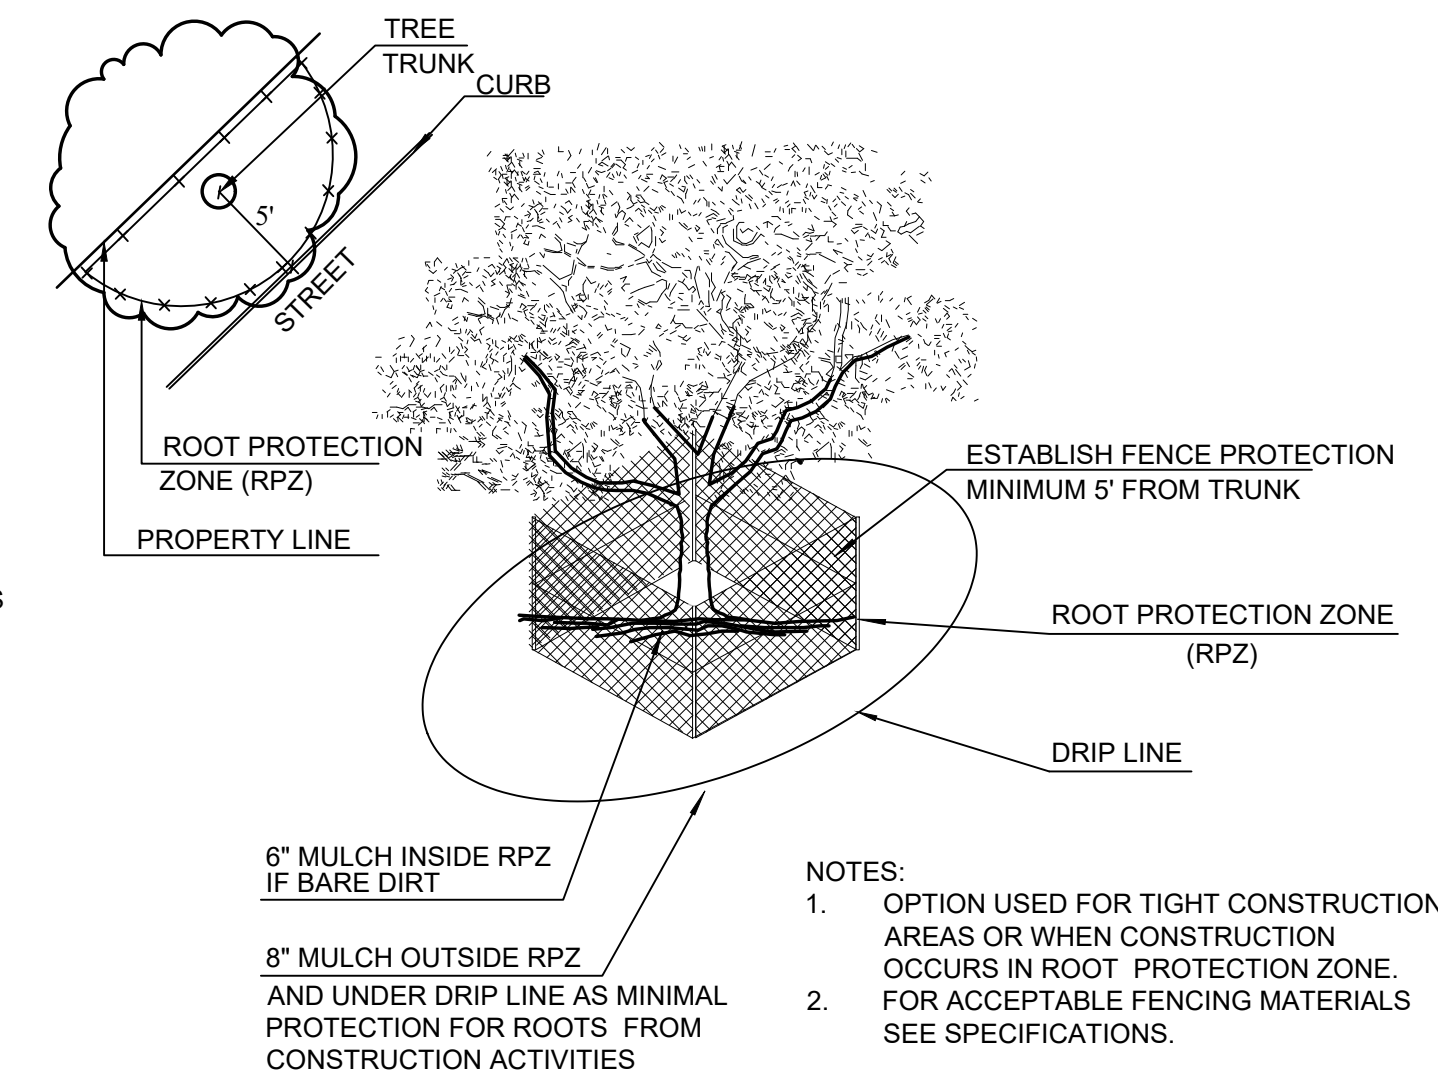 TREE
TRUNK
CURB
5'
STREET
ROOT PROTECTION
ZONE (RPZ)
PROPERTY LINE
S
ESTABLISH FENCE PROTECTION
MINIMUM 5' FROM TRUNK
ROOT PROTECTION ZONE
(RPZ)
DRIP LINE
6" MULCH INSIDE RPZ
IF BARE DIRT
8" MULCH OUTSIDE RPZ
AND UNDER DRIP LINE AS MINIMAL
PROTECTION FOR ROOTS FROM
CONSTRUCTION ACTIVITIES
NOTES:
1. OPTION USED FOR TIGHT CONSTRUCTION
AREAS OR WHEN CONSTRUCTION
OCCURS IN ROOT PROTECTION ZONE.
2. FOR ACCEPTABLE FENCING MATERIALS
SEE SPECIFICATIONS.